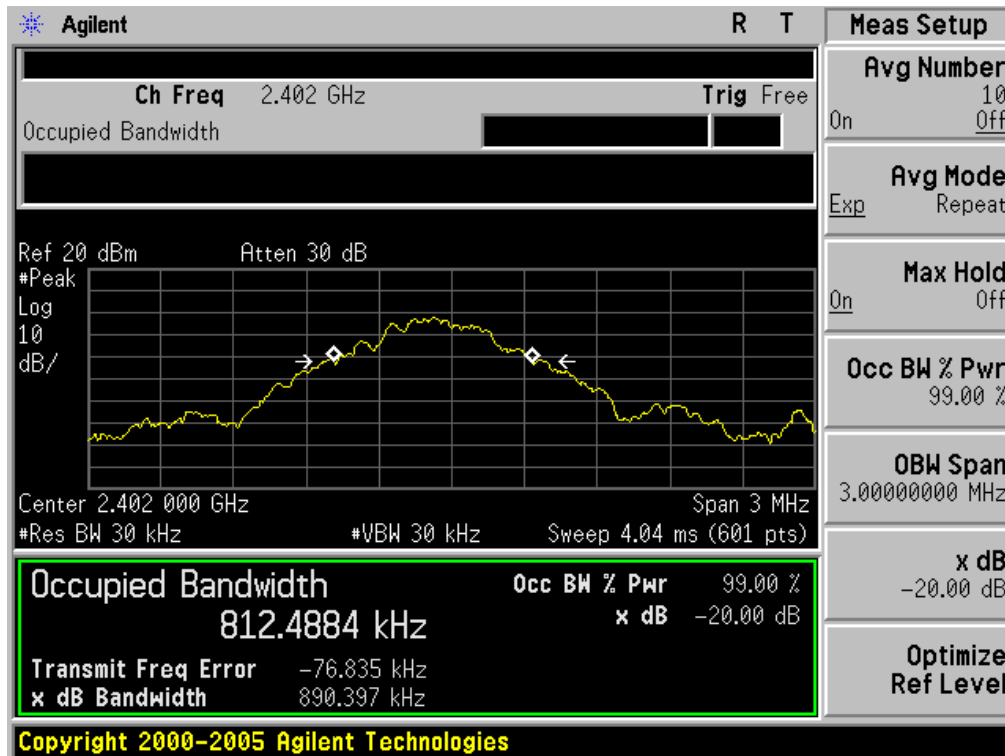 Agilent R T
Ch Freq 2.402 GHz Trig Free
Occupied Bandwidth
Ref 20 dBm Atten 30 dB
#Peak
Log
10
dB/
Center 2.402 000 GHz Span 3 MHz
#Res BW 30 kHz #VBW 30 kHz Sweep 4.04 ms (601 pts)
Occupied Bandwidth Occ BW % Pwr 99.00 %
812.4884 kHz x dB -20.00 dB
Transmit Freq Error -76.835 kHz
x dB Bandwidth 890.397 kHz
Copyright 2000-2005 Agilent Technologies
Meas Setup
Avg Number
10
On Off
Avg Mode
Exp Repeat
Max Hold
On Off
Occ BW % Pwr
99.00 %
OBW Span
3.00000000 MHz
x dB
-20.00 dB
Optimize
Ref Level